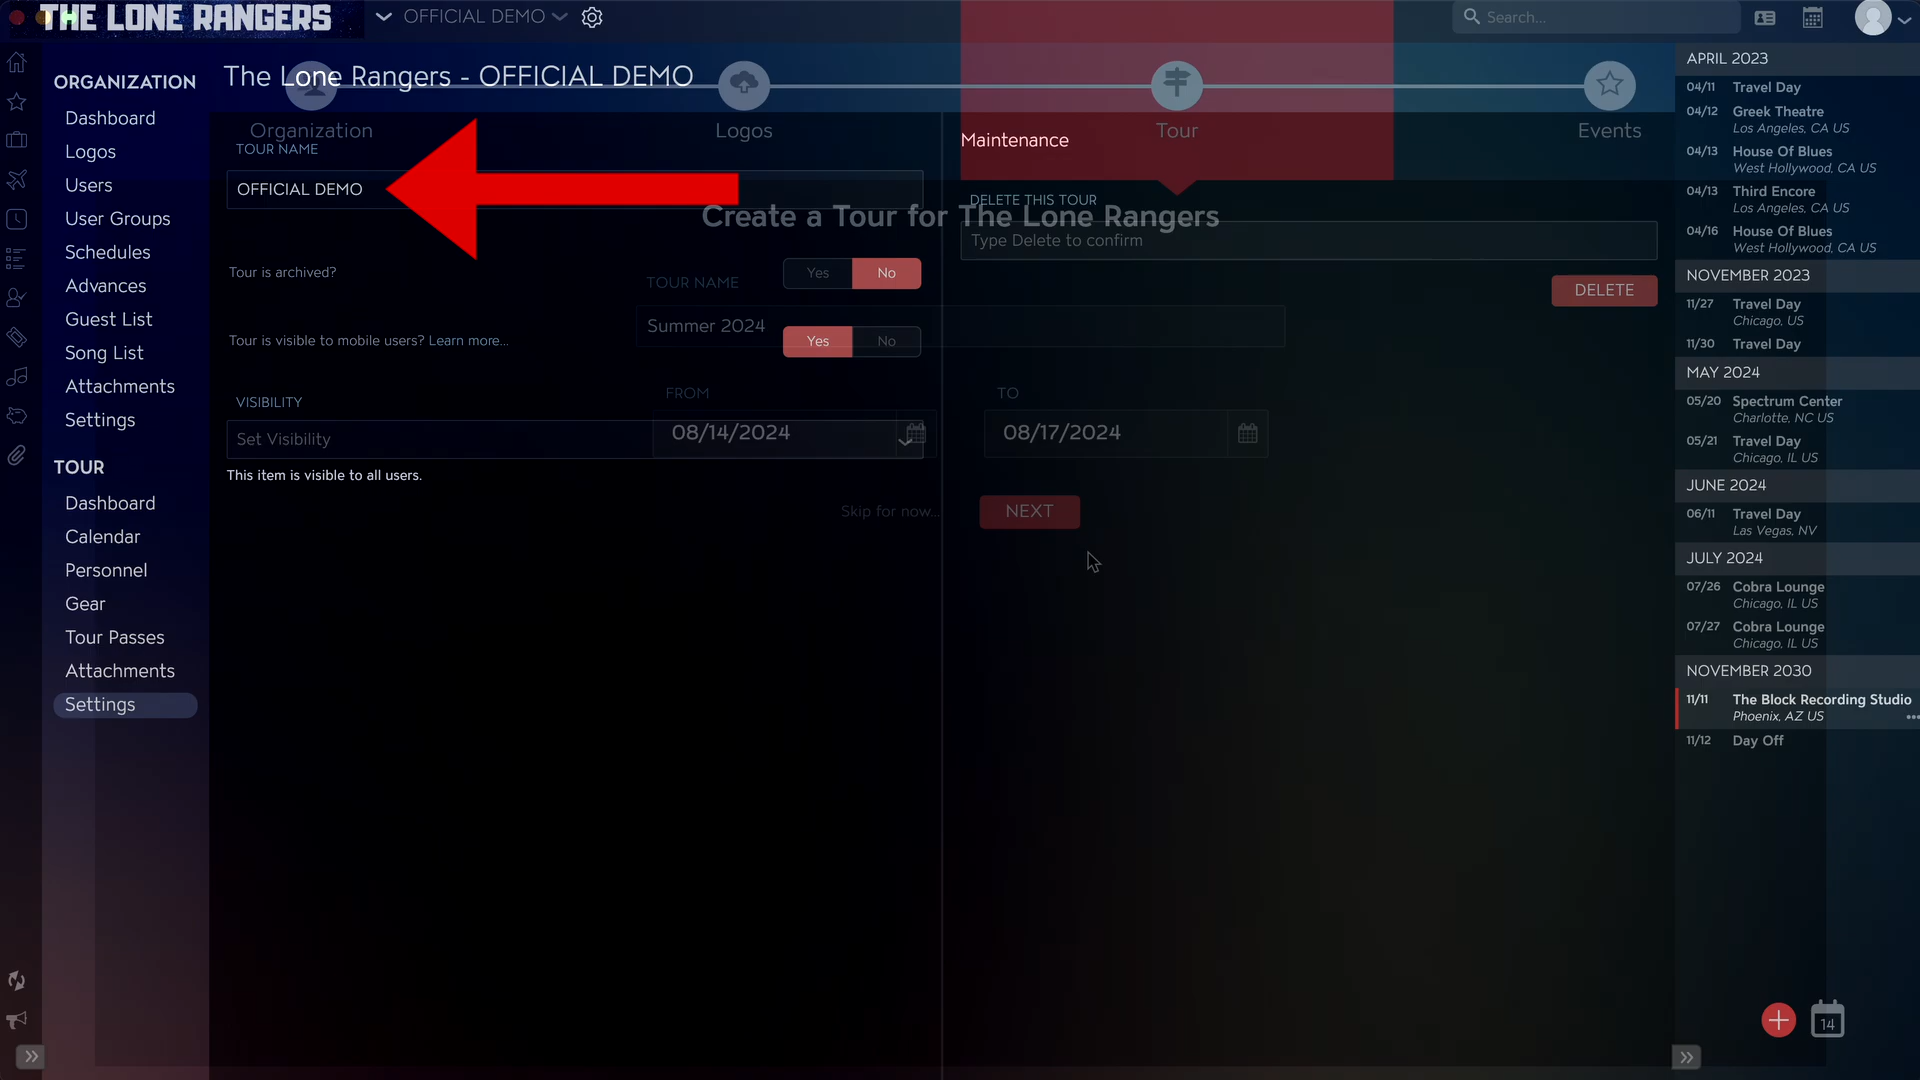 THE LONE RANGERS
OFFICIAL DEMO
Search...
ORGANIZATION
Dashboard
Logos
Users
User Groups
Schedules
Advances
Guest List
Song List
Attachments
Settings
TOUR
Dashboard
Calendar
Personnel
Gear
Tour Passes
Attachments
Settings
The Lone Rangers - OFFICIAL DEMO
Organization
Logos
Tour
Events
TOUR NAME
OFFICIAL DEMO
Maintenance
DELETE THIS TOUR
Type Delete to confirm
DELETE
Create a Tour for The Lone Rangers
Tour is archived?
Yes No
TOUR NAME
Summer 2024
Tour is visible to mobile users? Learn more...
Yes No
VISIBILITY
Set Visibility
This item is visible to all users.
FROM
08/14/2024
TO
08/17/2024
Skip for now...
NEXT
APRIL 2023
04/11 Travel Day
04/12 Greek Theatre
Los Angeles, CA US
04/13 House Of Blues
West Hollywood, CA US
04/13 Third Encore
Los Angeles, CA US
04/16 House Of Blues
West Hollywood, CA US
NOVEMBER 2023
11/27 Travel Day
Chicago, US
11/30 Travel Day
MAY 2024
05/20 Spectrum Center
Charlotte, NC US
05/21 Travel Day
Chicago, IL US
JUNE 2024
06/11 Travel Day
Las Vegas, NV
JULY 2024
07/26 Cobra Lounge
Chicago, IL US
07/27 Cobra Lounge
Chicago, IL US
NOVEMBER 2030
11/11 The Block Recording Studio
Phoenix, AZ US
11/12 Day Off
14